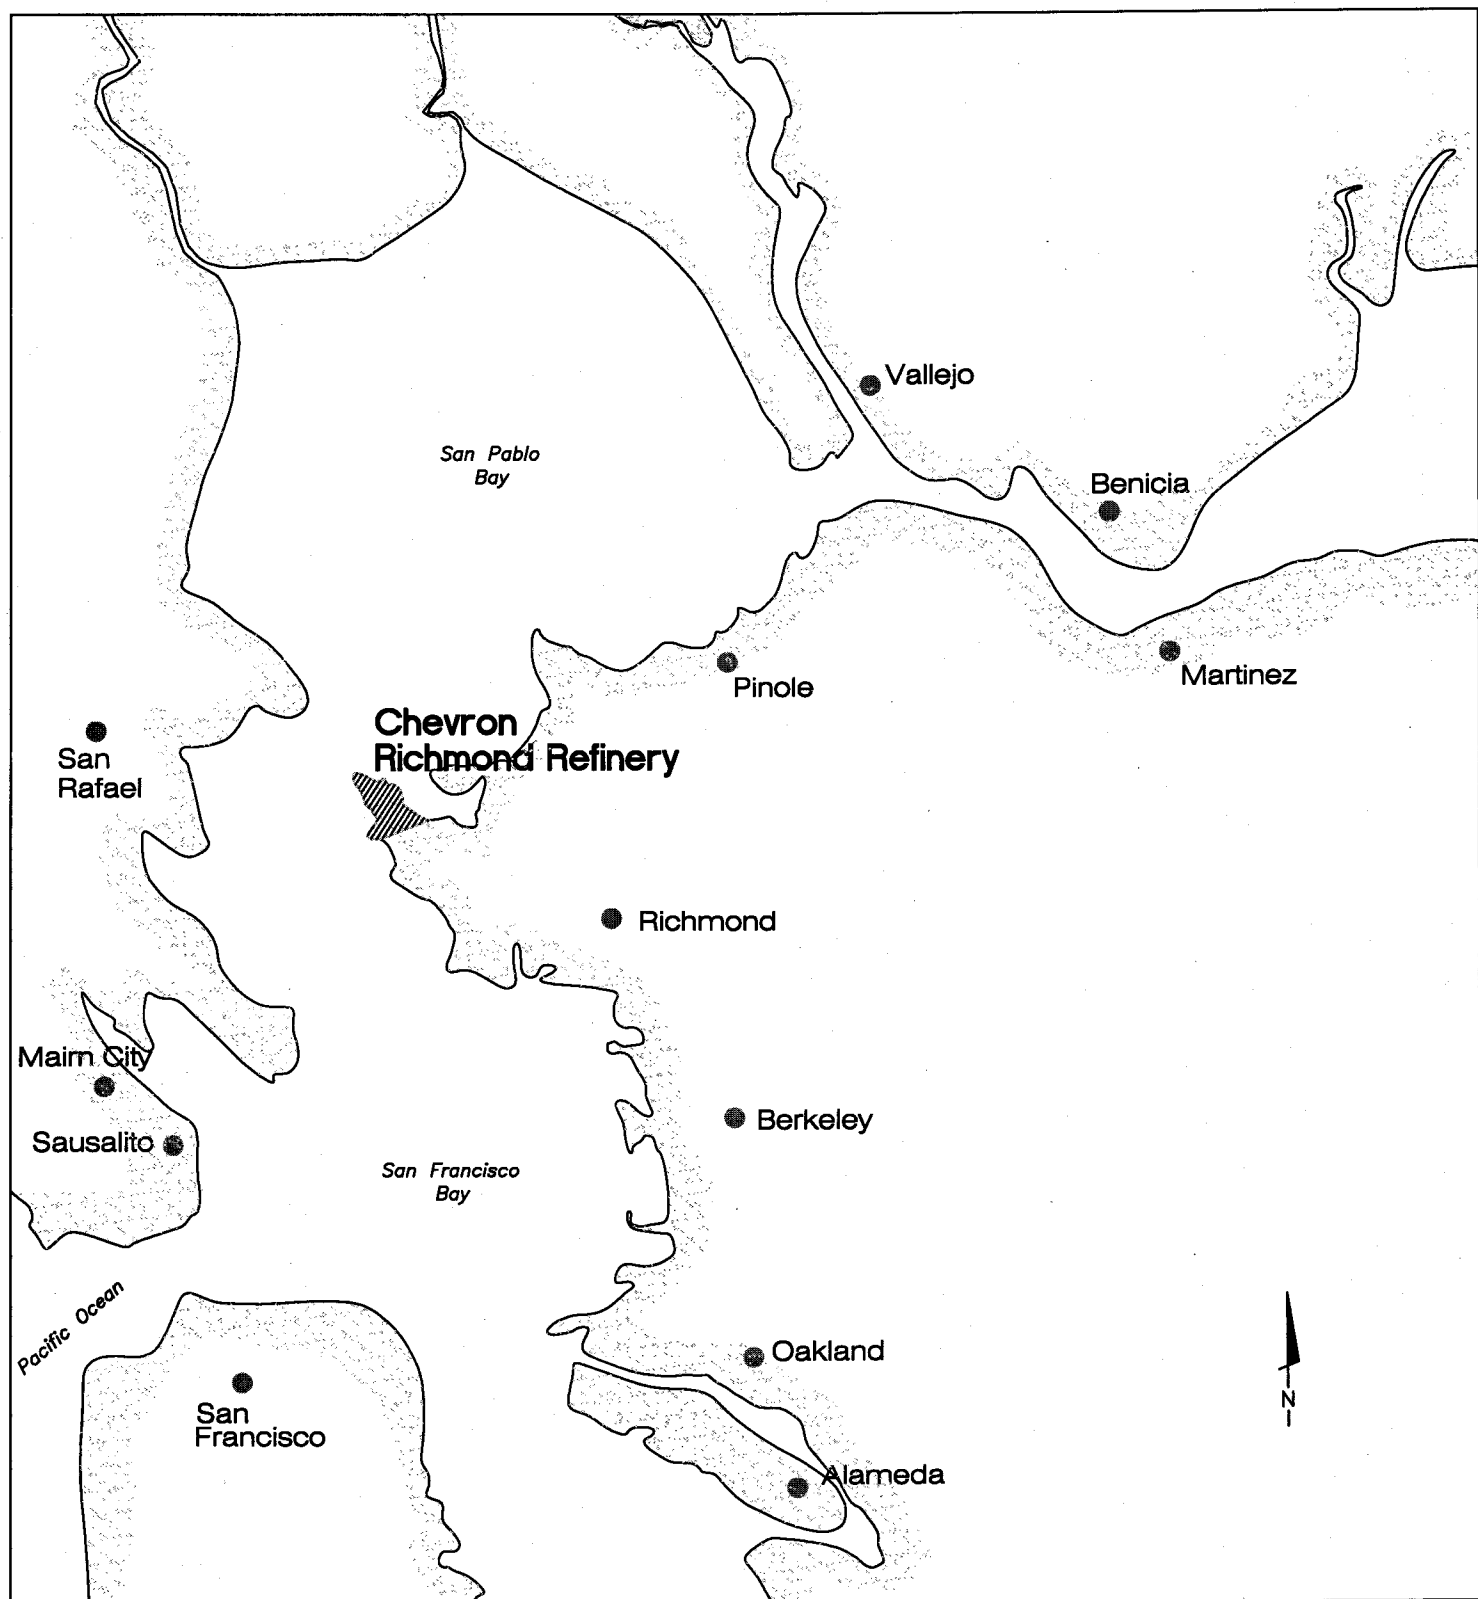 Vallejo
San Pablo
Bay
Benicia
Pinole
Martinez
Chevron
Richmond Refinery
San
Rafael
Richmond
Mairn City
Berkeley
Sausalito
San Francisco
Bay
Pacific Ocean
Oakland
N
San
Francisco
Alameda